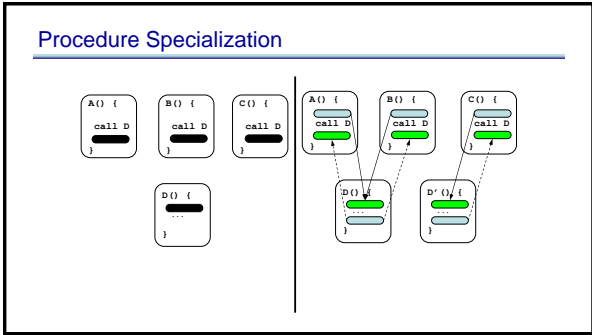 Procedure Specialization
A() {
call D
}
B() {
call D
}
C() {
call D
}
D() {
...
}
A() {
call D
}
B() {
call D
}
C() {
call D
}
D() {
...
}
D'() {
...
}